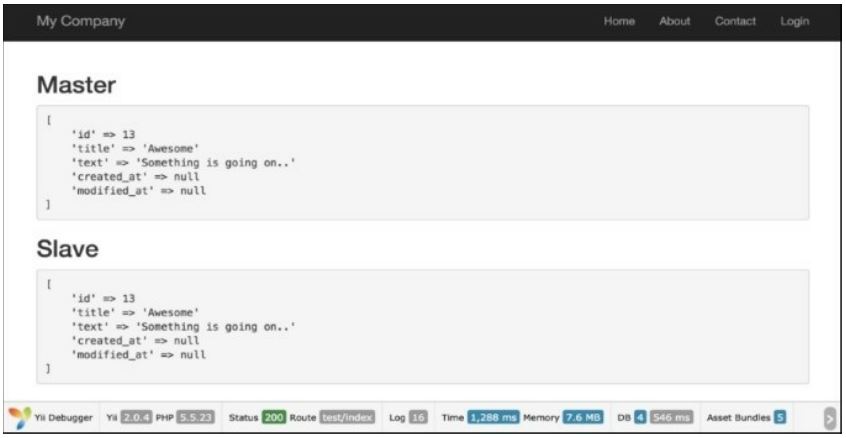 My Company Home About Contact Login
Master
[
'id' => 13
'title' => 'Awesome'
'text' => 'Something is going on..'
'created_at' => null
'modified_at' => null
]
Slave
[
'id' => 13
'title' => 'Awesome'
'text' => 'Something is going on..'
'created_at' => null
'modified_at' => null
]
Yii Debugger Yii 2.0.4 PHP 5.5.23 Status 200 Route test/index Log 16 Time 1,288 ms Memory 7.6 MB DB 4 546 ms Asset Bundles 5